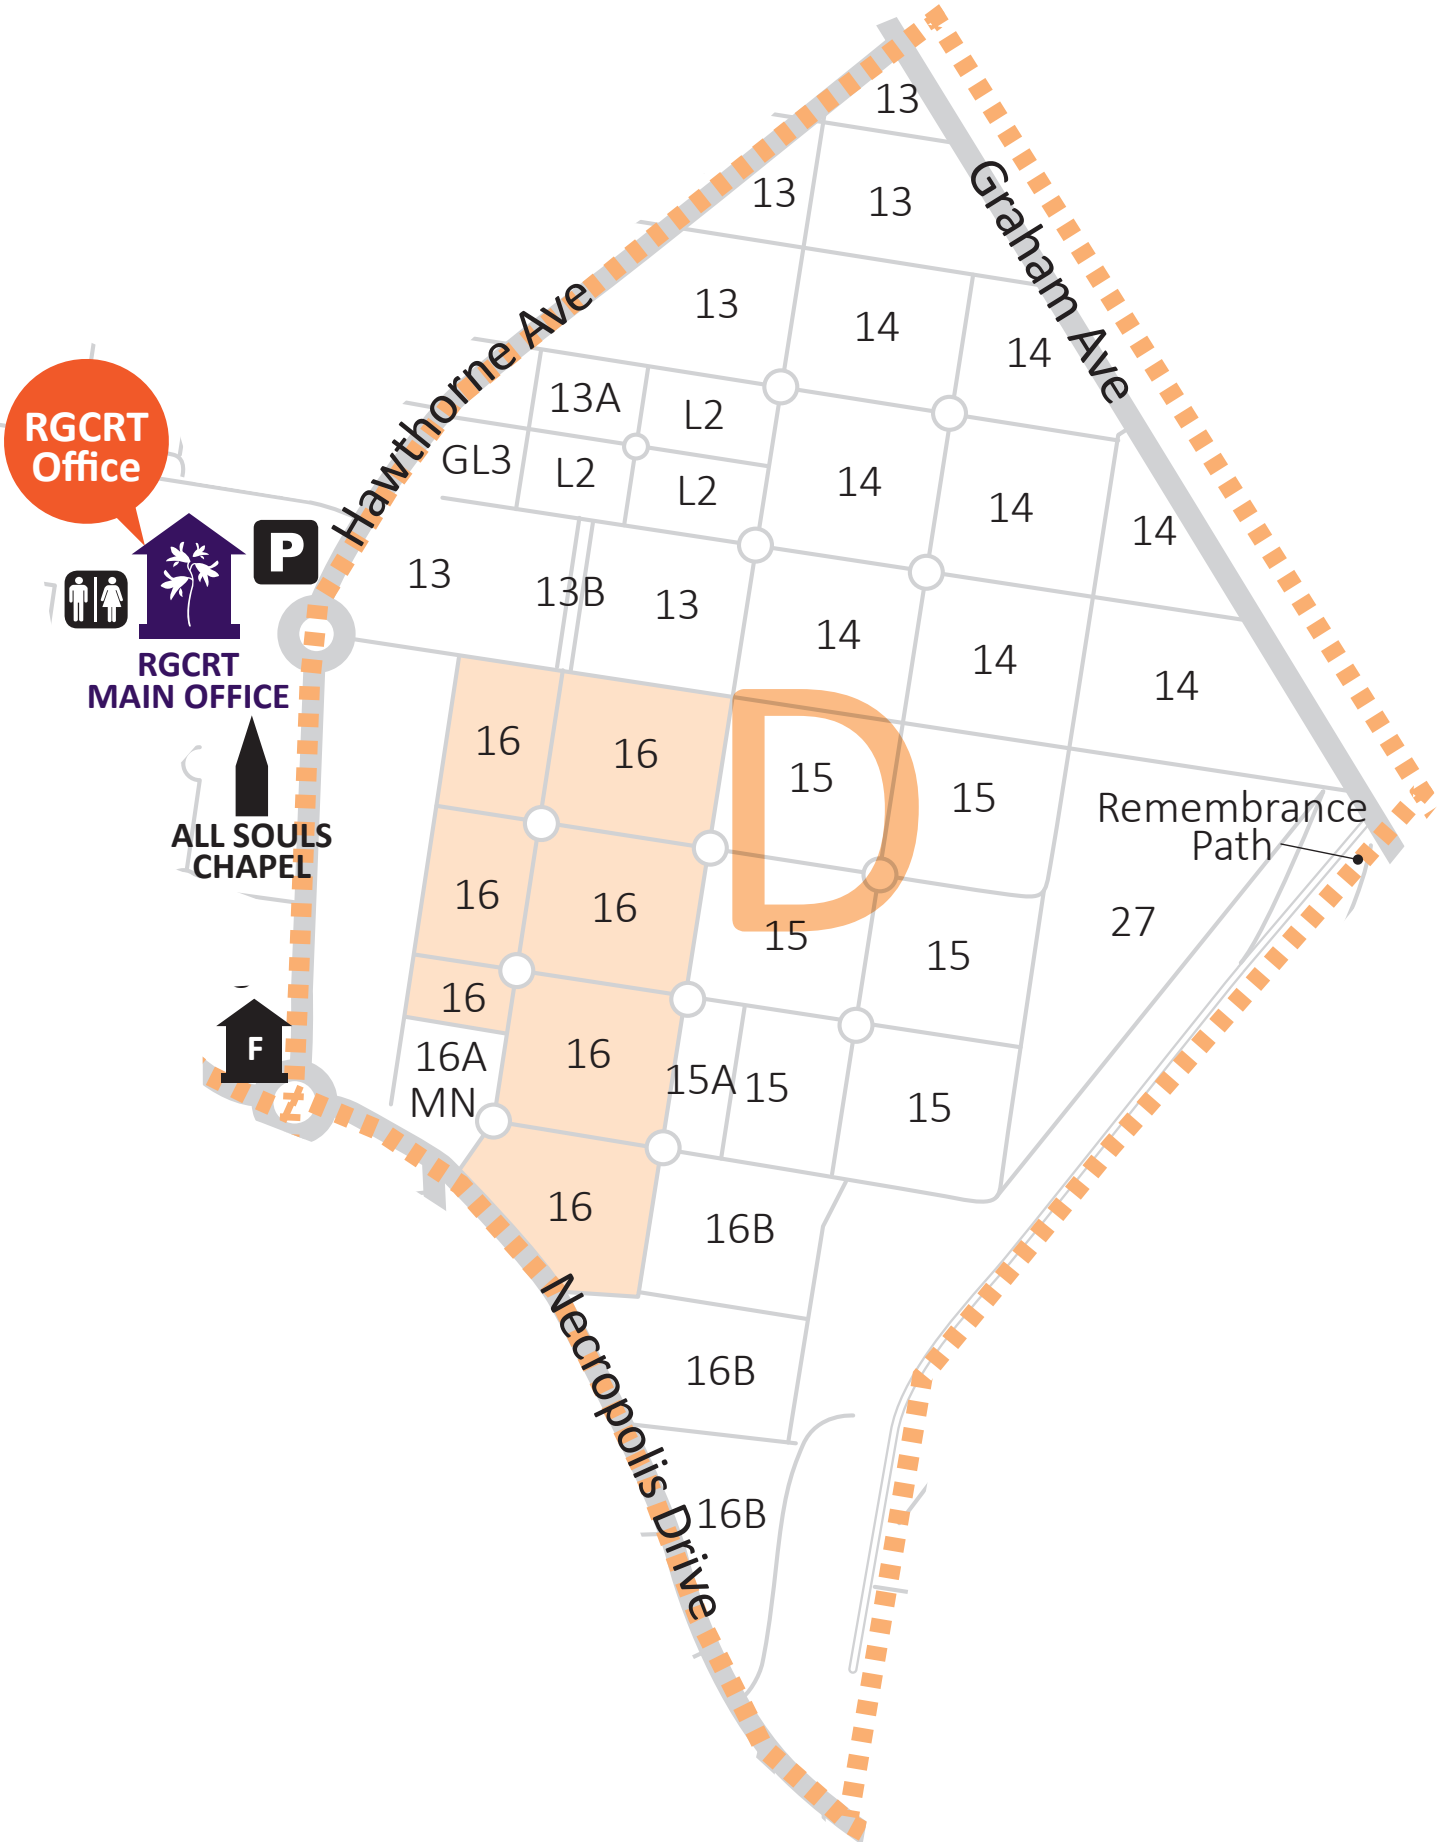 13
Graham Ave
13
13
13
14
14
Hawthorne Ave
13A
L2
RGCRT
Office
GL3
L2
L2
14
14
14
P
13
13B
13
14
14
14
RGCRT
MAIN OFFICE
16
16
D
15
15
Remembrance
Path
ALL SOULS
CHAPEL
16
16
15
15
27
16
F
16A
MN
16
15A
15
15
16
16B
Necropolis Drive
16B
16B